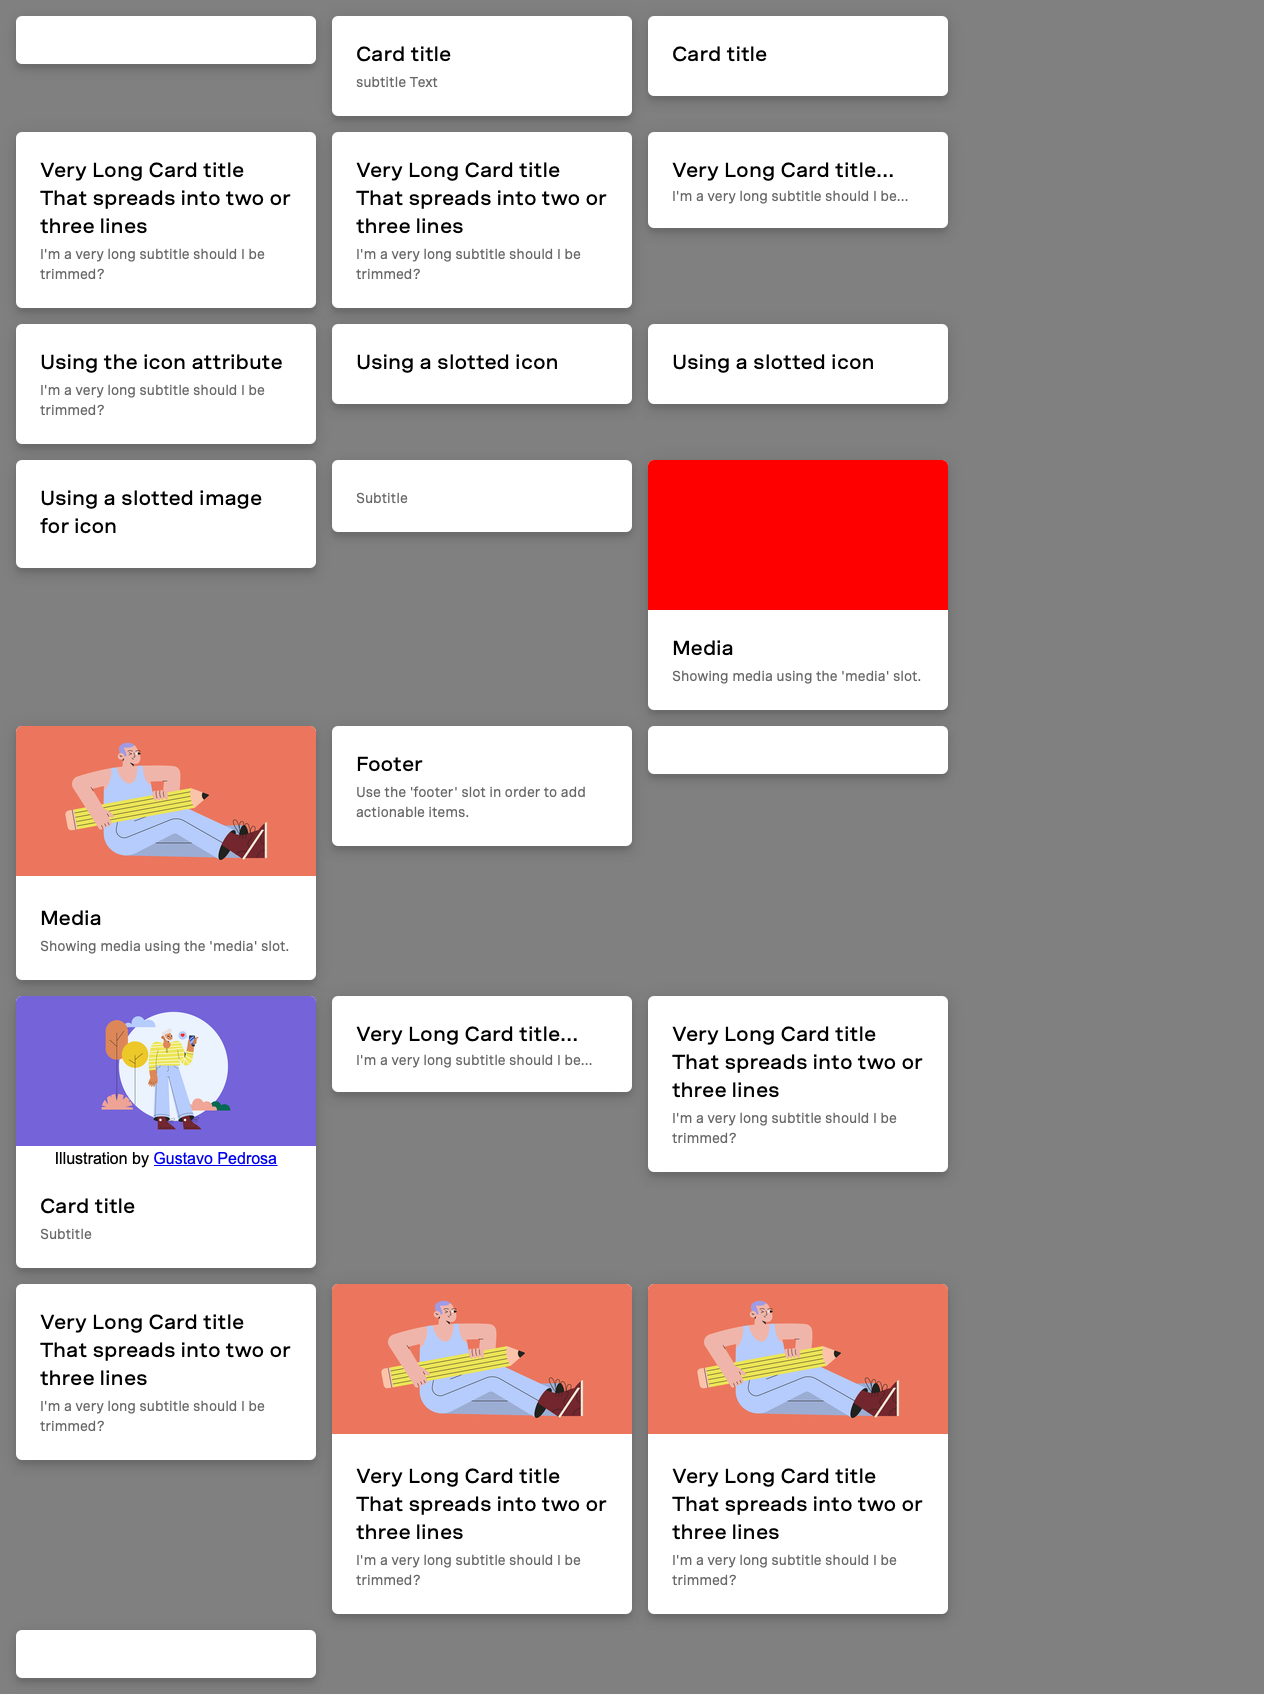 Card title
subtitle Text
Card title
Very Long Card title
That spreads into two or
three lines
I'm a very long subtitle should I be
trimmed?
Very Long Card title
That spreads into two or
three lines
I'm a very long subtitle should I be
trimmed?
Very Long Card title...
I'm a very long subtitle should I be...
Using the icon attribute
I'm a very long subtitle should I be
trimmed?
Using a slotted icon
Using a slotted icon
Using a slotted image
for icon
Subtitle
Media
Showing media using the 'media' slot.
Media
Showing media using the 'media' slot.
Footer
Use the 'footer' slot in order to add
actionable items.
Illustration by Gustavo Pedrosa
Card title
Subtitle
Very Long Card title...
I'm a very long subtitle should I be...
Very Long Card title
That spreads into two or
three lines
I'm a very long subtitle should I be
trimmed?
Very Long Card title
That spreads into two or
three lines
I'm a very long subtitle should I be
trimmed?
Very Long Card title
That spreads into two or
three lines
I'm a very long subtitle should I be
trimmed?
Very Long Card title
That spreads into two or
three lines
I'm a very long subtitle should I be
trimmed?